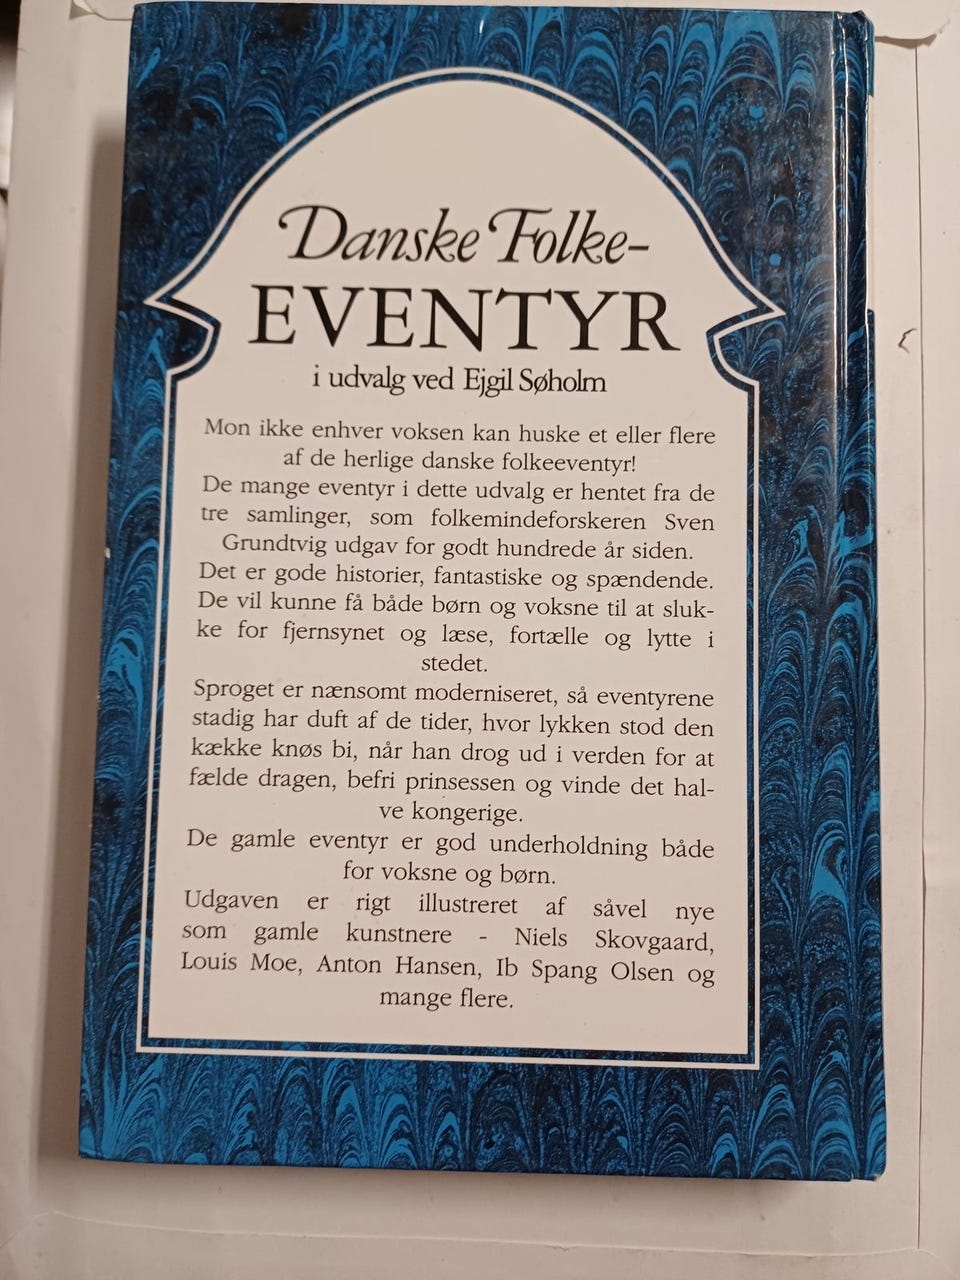 Danske Folke-
EVENTYR
i udvalg ved Ejgil Søholm
Mon ikke enhver voksen kan huske et eller flere
af de herlige danske folkeeventyr!
De mange eventyr i dette udvalg er hentet fra de
tre samlinger, som folkemindeforskeren Sven
Grundtvig udgav for godt hundrede år siden.
Det er gode historier, fantastiske og spændende.
De vil kunne få både børn og voksne til at sluk-
ke for fjernsynet og læse, fortælle og lytte i
stedet.
Sproget er nænsomt moderniseret, så eventyrene
stadig har duft af de tider, hvor lykken stod den
kække knøs bi, når han drog ud i verden for at
fælde dragen, befri prinsessen og vinde det hal-
ve kongerige.
De gamle eventyr er god underholdning både
for voksne og børn.
Udgaven er rigt illustreret af såvel nye
som gamle kunstnere - Niels Skovgaard,
Louis Moe, Anton Hansen, Ib Spang Olsen og
mange flere.